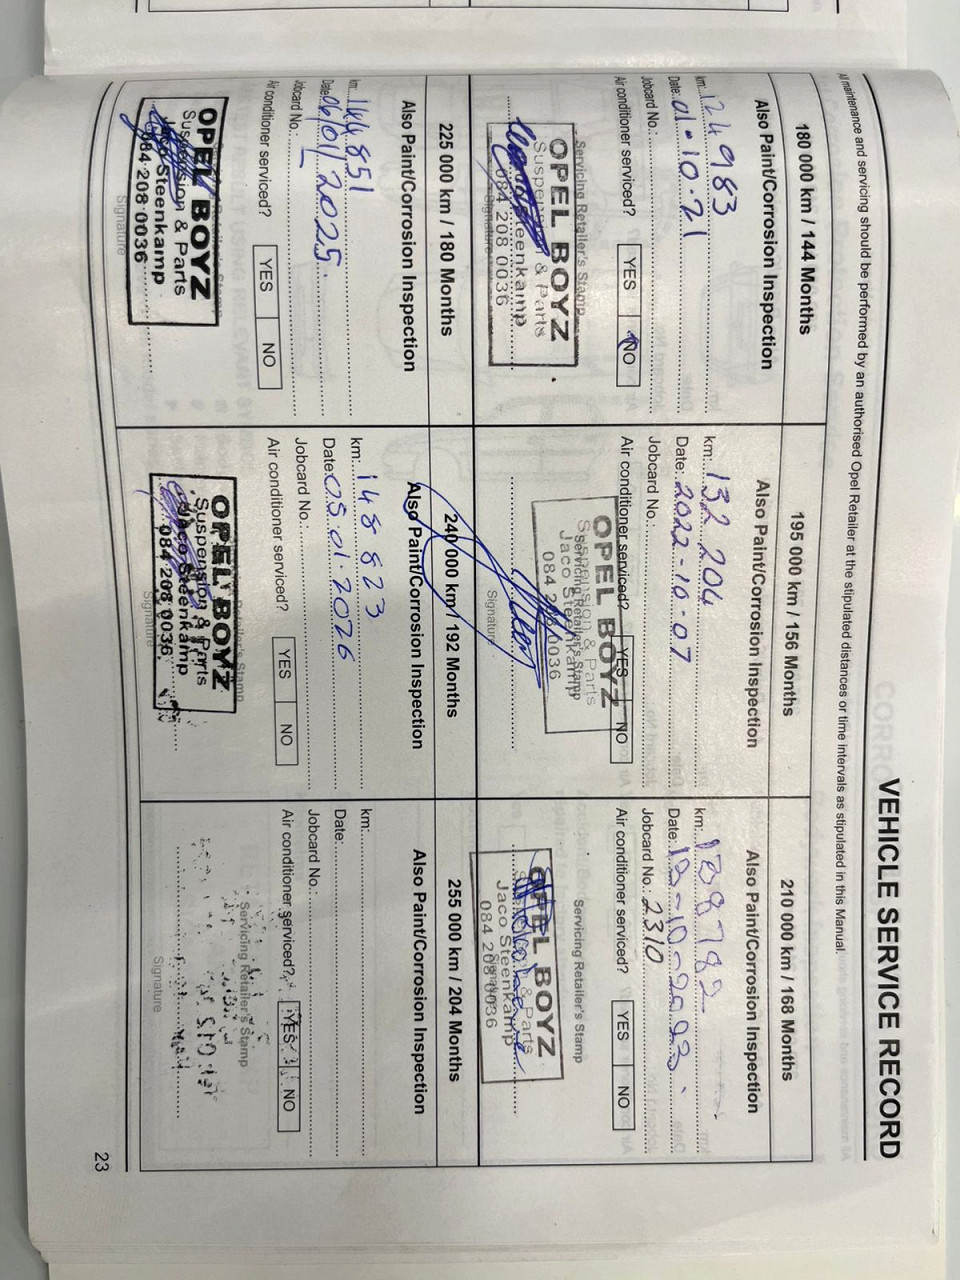 VEHICLE SERVICE RECORD
All maintenance and servicing should be performed by an authorised Opel Retailer at the stipulated distances or time intervals as stipulated in this Manual.
180 000 km / 144 Months
Also Paint/Corrosion Inspection
km: 124 983
Date: 01.10.21
Jobcard No.:
Air conditioner serviced? YES NO
Servicing Retailer's Stamp
OPEL BOYZ
Suspension & Parts
Jaco Steenkamp
084 208 0036
Signature
195 000 km / 156 Months
Also Paint/Corrosion Inspection
km: 132 204
Date: 2022-10-07
Jobcard No.:
Air conditioner serviced? YES NO
Servicing Retailer's Stamp
OPEL BOYZ
Suspension & Parts
Jaco Steenkamp
084 208 0036
Signature
210 000 km / 168 Months
Also Paint/Corrosion Inspection
km:
Date:
Jobcard No.: 2310
Air conditioner serviced? YES NO
Servicing Retailer's Stamp
OPEL BOYZ
Suspension & Parts
Jaco Steenkamp
084 208 0036
Signature
225 000 km / 180 Months
Also Paint/Corrosion Inspection
km: 144 851
Date: 06/01/2025.
Jobcard No.: –
Air conditioner serviced? YES NO
OPEL BOYZ
Suspension & Parts
Jaco Steenkamp
084 208 0036
Signature
240 000 km / 192 Months
Also Paint/Corrosion Inspection
km: 148 823
Date: 05.01.2026
Jobcard No.:
Air conditioner serviced? YES NO
Retailer's Stamp
OPEL BOYZ
Suspension & Parts
Jaco Steenkamp
084 208 0036
Signature
255 000 km / 204 Months
Also Paint/Corrosion Inspection
km:
Date:
Jobcard No.:
Air conditioner serviced? YES NO
Servicing Retailer's Stamp
Signature
23